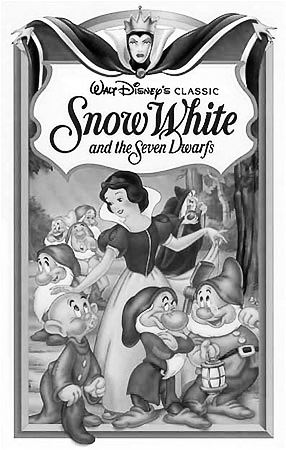 Walt Disney's CLASSIC
Snow White
and the Seven Dwarfs